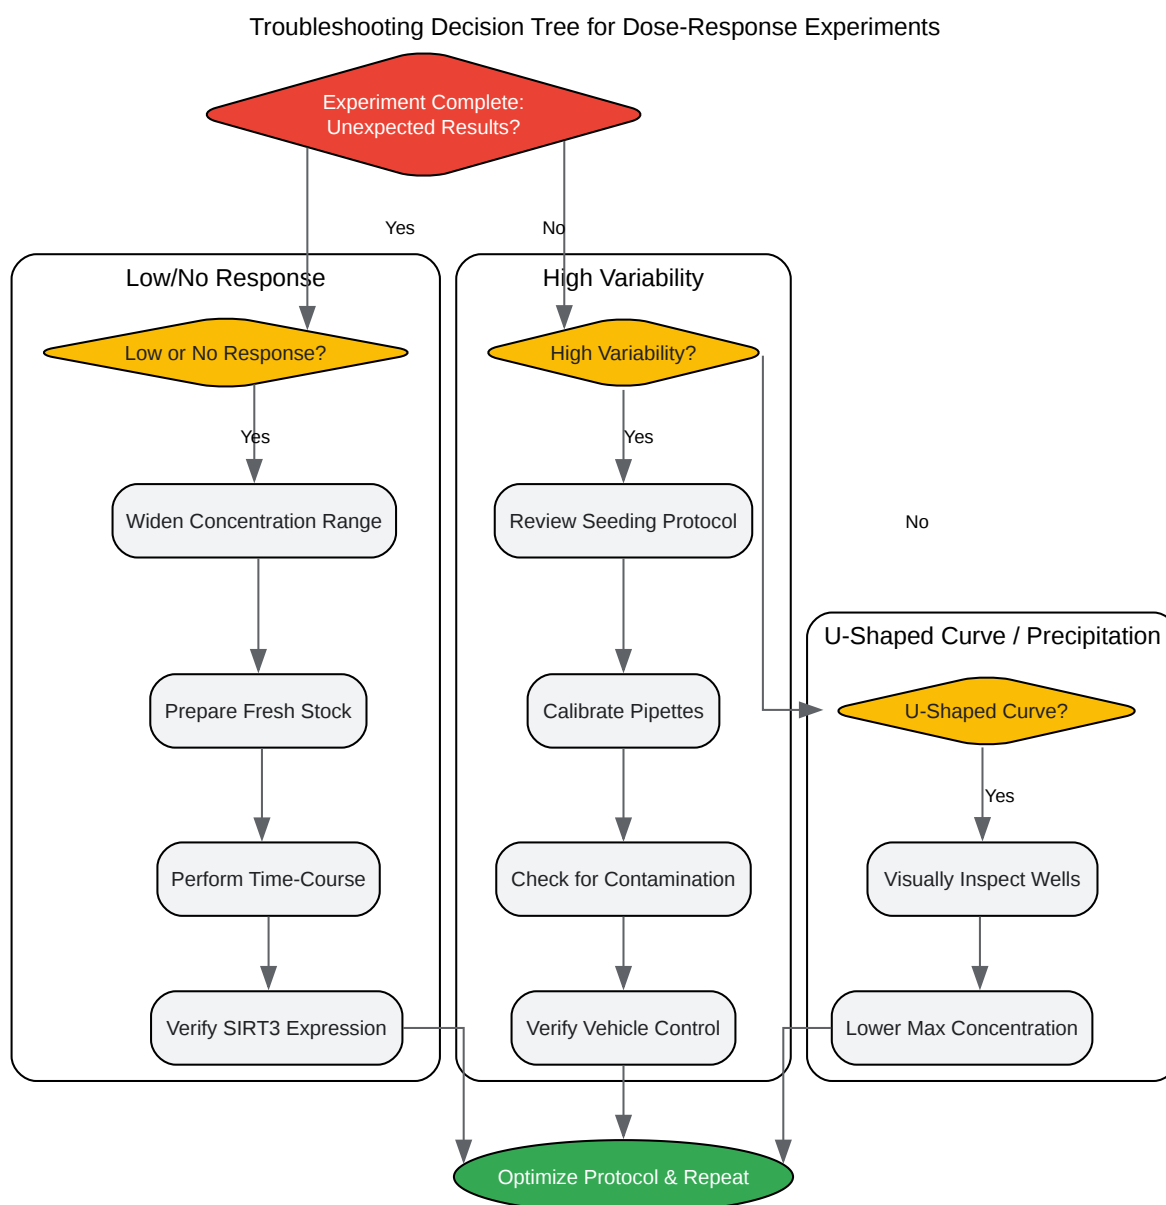 Troubleshooting Decision Tree for Dose-Response Experiments
Experiment Complete:
Unexpected Results?
Yes
No
Low/No Response
High Variability
Low or No Response?
High Variability?
Yes
Yes
Widen Concentration Range
Review Seeding Protocol
No
U-Shaped Curve / Precipitation
Prepare Fresh Stock
Calibrate Pipettes
U-Shaped Curve?
Yes
Perform Time-Course
Check for Contamination
Visually Inspect Wells
Verify SIRT3 Expression
Verify Vehicle Control
Lower Max Concentration
Optimize Protocol & Repeat